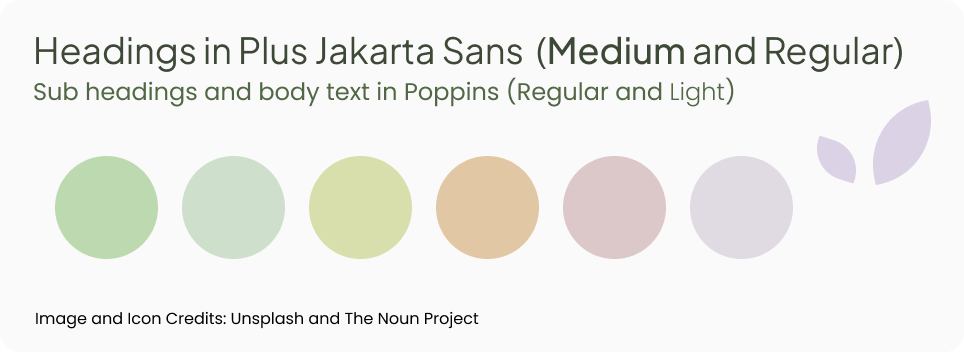 Headings in Plus Jakarta Sans (Medium and Regular)
Sub headings and body text in Poppins (Regular and Light)
Image and Icon Credits: Unsplash and The Noun Project